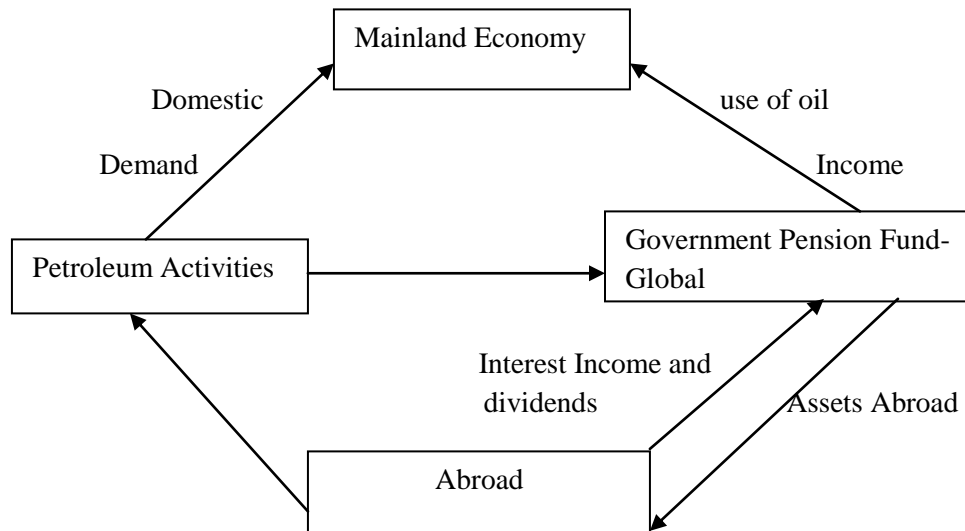 Mainland Economy
Domestic
Demand
use of oil
Income
Petroleum Activities
Government Pension Fund-
Global
Interest Income and
dividends
Assets Abroad
Abroad